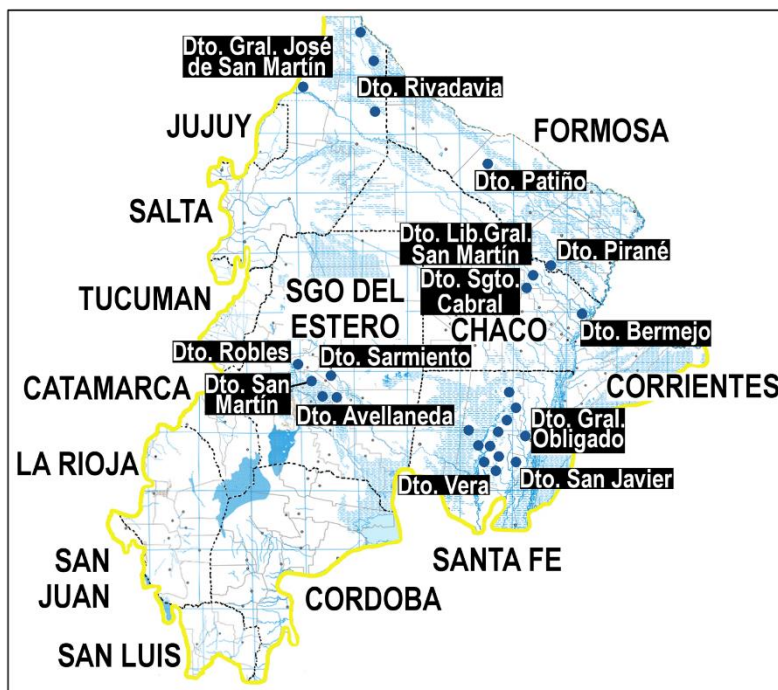 Dto. Gral. José
de San Martín
Dto. Rivadavia
JUJUY
FORMOSA
Dto. Patiño
SALTA
Dto. Lib.Gral.
San Martín
Dto. Pirané
Dto. Sgto.
Cabral
TUCUMAN
SGO DEL
ESTERO
CHACO
Dto. Bermejo
Dto. Robles
Dto. Sarmiento
CATAMARCA
Dto. San
Martín
CORRIENTES
Dto. Avellaneda
Dto. Gral.
Obligado
LA RIOJA
Dto. Vera
Dto. San Javier
SANTA FE
SAN
JUAN
CORDOBA
SAN LUIS